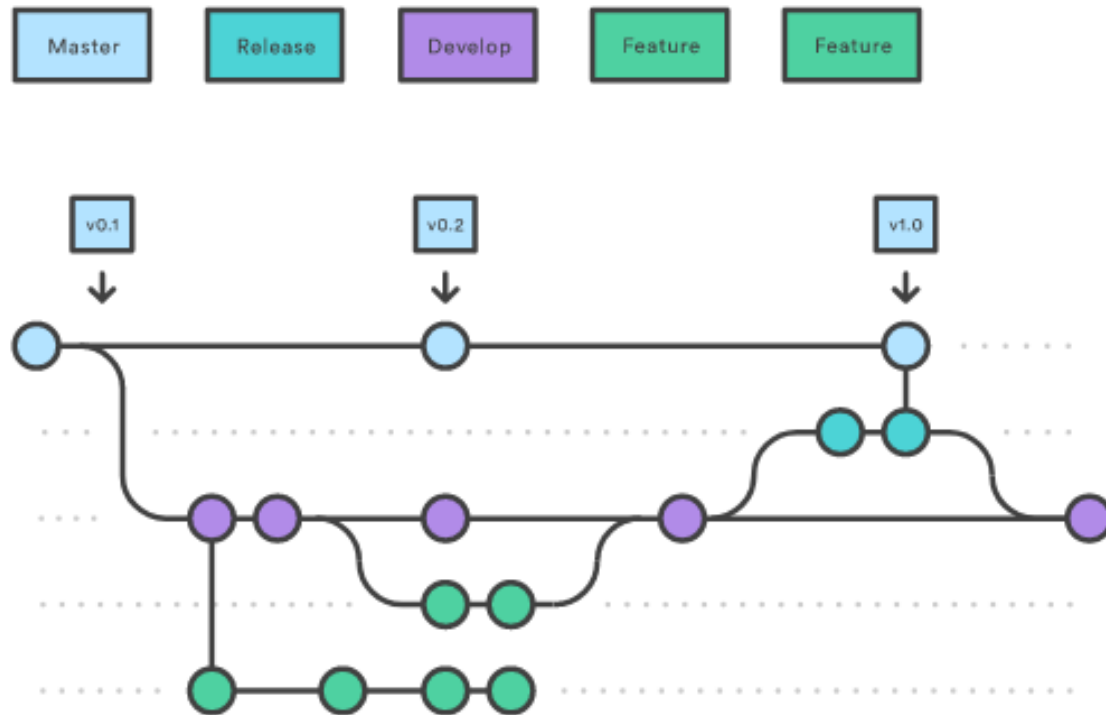 Master
Release
Develop
Feature
Feature
v0.1
v0.2
v1.0